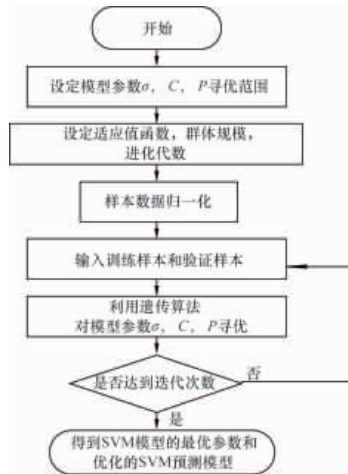 开始
设定模型参数σ, C, P寻优范围
设定适应值函数，群体规模，
进化代数
样本数据归一化
输入训练样本和验证样本
利用遗传算法
对模型参数σ, C, P寻优
是否达到迭代次数
否
是
得到SVM模型的最优参数和
优化的SVM预测模型